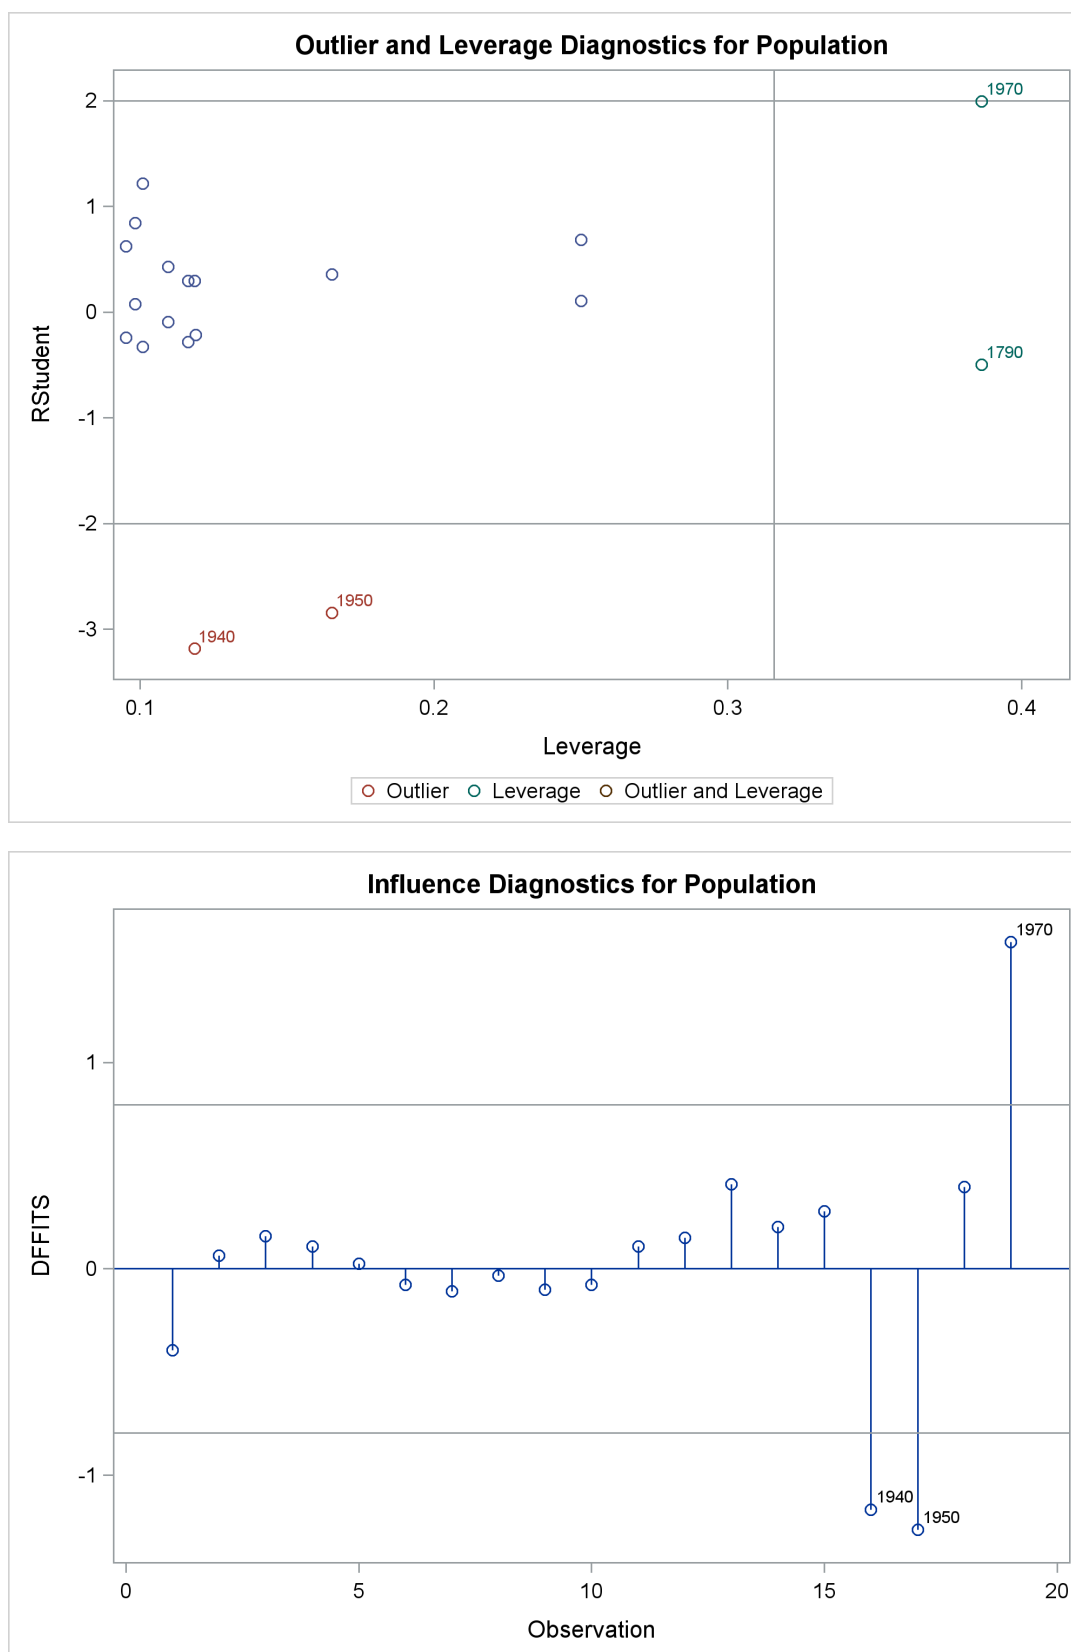 Outlier and Leverage Diagnostics for Population
2
1970
1
0
1790
-1
-2
1950
-3
1940
RStudent
0.1 0.2 0.3 0.4
Leverage
Outlier Leverage Outlier and Leverage
Influence Diagnostics for Population
1970
1
0
-1
1940
1950
DFFITS
0 5 10 15 20
Observation